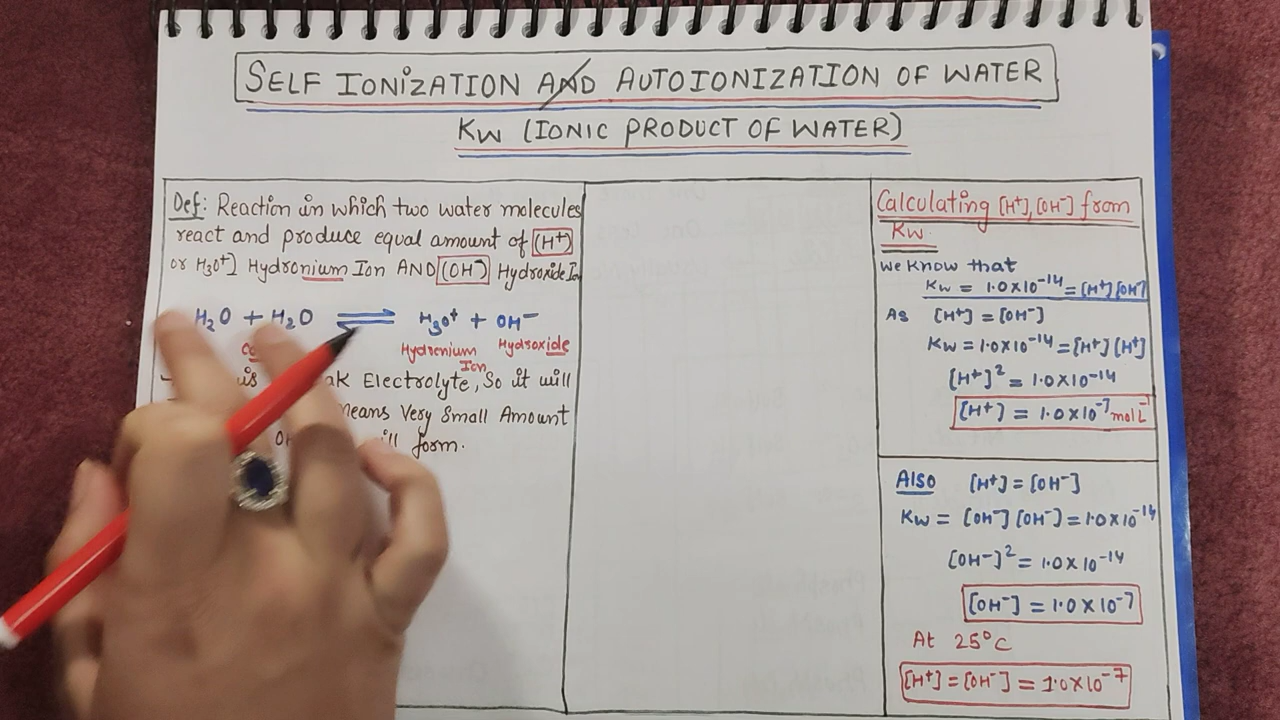 SELF IONIZATION AND AUTOIONIZATION OF WATER
KW (IONIC PRODUCT OF WATER)
Def: Reaction in which two water molecules
react and produce equal amount of (H+)
or H3O+] Hydronium Ion AND (OH-) Hydroxide Ion
H2O + H2O ⇌ H3O+ + OH-
Hydronium Hydroxide
Ion
is Electrolyte, So it will
means Very Small Amount
OH form.
Calculating [H+], [OH-] from
KW.
we know that
KW = 1.0×10-14 = [H+] [OH-]
As [H+] = [OH-]
KW = 1.0×10-14 = [H+] [H+]
[H+]2 = 1.0×10-14
[H+] = 1.0×10-7 mol L-1
Also [H+] = [OH-]
KW = [OH-] [OH-] = 1.0×10-14
[OH-]2 = 1.0×10-14
[OH-] = 1.0×10-7
At 25°C
[H+] = [OH-] = 1.0×10-7